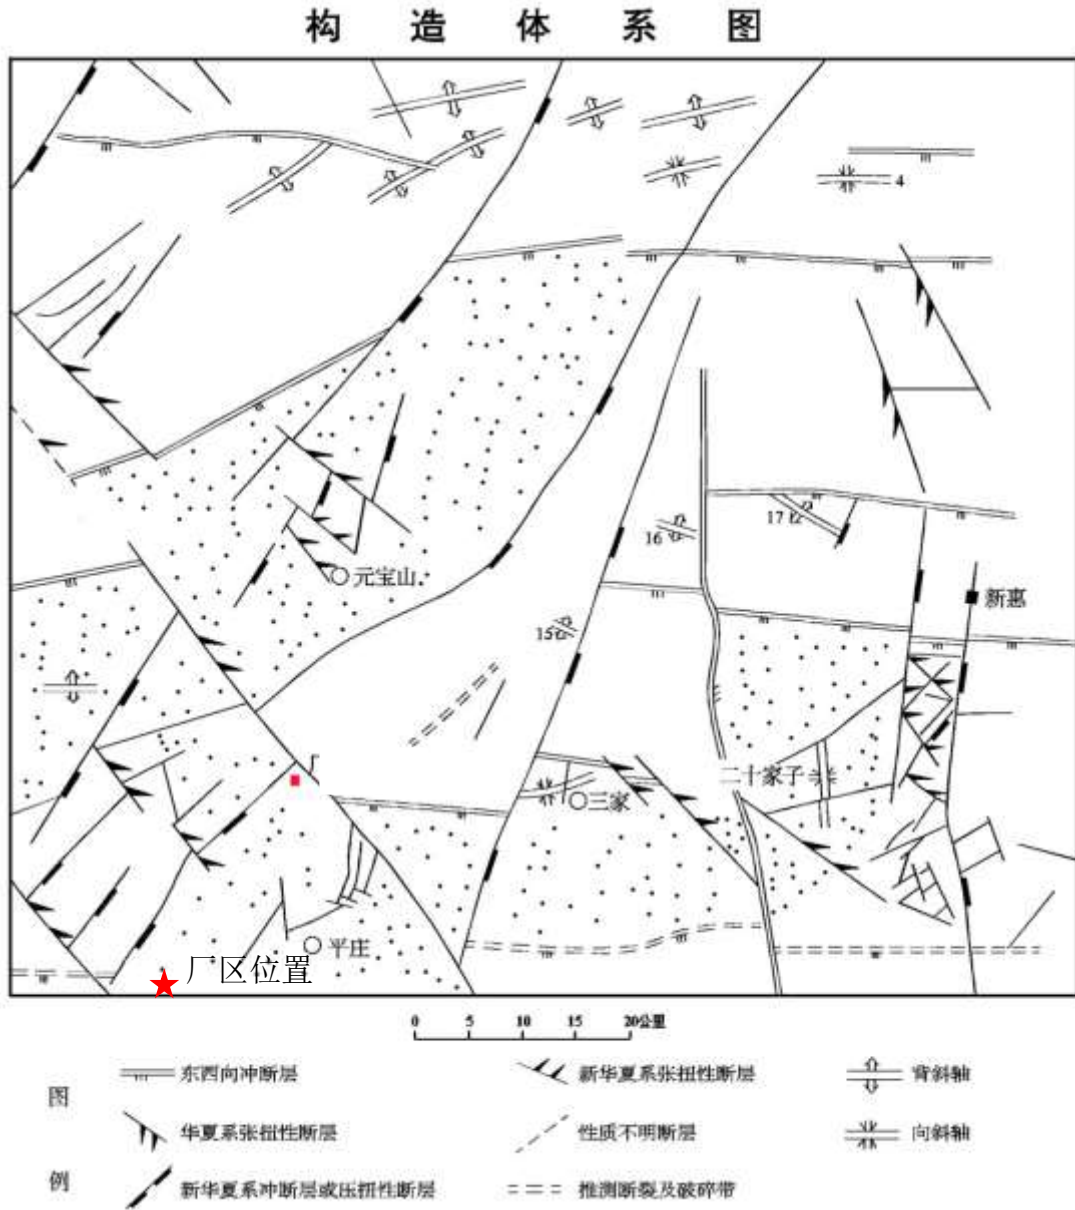 构造体系图
4
17
16
元宝山
新惠
15
厂
二十家子
三家
平庄
厂区位置
0 5 10 15 20公里
图例
东西向冲断层
新华夏系张扭性断层
背斜轴
华夏系张扭性断层
性质不明断层
向斜轴
新华夏系冲断层或压扭性断层
推测断裂及破碎带